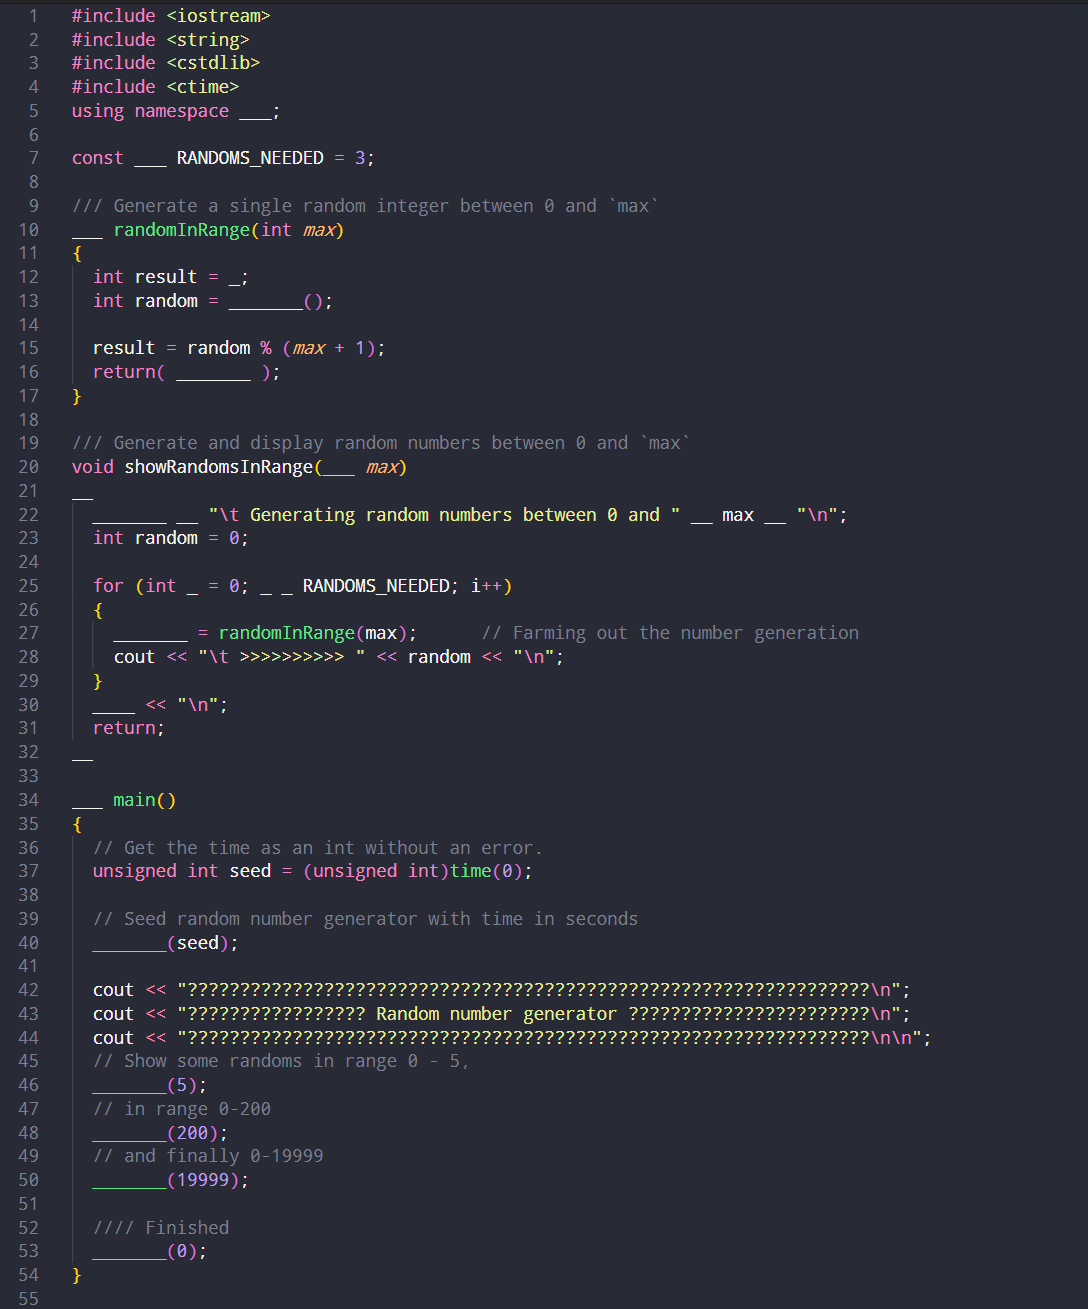 1 #include <iostream>
2 #include <string>
3 #include <cstdlib>
4 #include <ctime>
5 using namespace ___;
6
7 const ___ RANDOMS_NEEDED = 3;
8
9 /// Generate a single random integer between 0 and `max`
10 ___ randomInRange(int max)
11 {
12   int result = _;
13   int random = _______();
14
15   result = random % (max + 1);
16   return( _______ );
17 }
18
19 /// Generate and display random numbers between 0 and `max`
20 void showRandomsInRange(___ max)
21 __
22   _______ __ "\t Generating random numbers between 0 and " __ max __ "\n";
23   int random = 0;
24
25   for (int _ = 0; _ _ RANDOMS_NEEDED; i++)
26   {
27     _______ = randomInRange(max);      // Farming out the number generation
28     cout << "\t >>>>>>>>>> " << random << "\n";
29   }
30   ____ << "\n";
31   return;
32 __
33
34 ___ main()
35 {
36   // Get the time as an int without an error.
37   unsigned int seed = (unsigned int)time(0);
38
39   // Seed random number generator with time in seconds
40   _______(seed);
41
42   cout << "?????????????????????????????????????????????????????????????????\n";
43   cout << "????????????????? Random number generator ???????????????????????\n";
44   cout << "?????????????????????????????????????????????????????????????????\n\n";
45   // Show some randoms in range 0 - 5,
46   _______(5);
47   // in range 0-200
48   _______(200);
49   // and finally 0-19999
50   _______(19999);
51
52   //// Finished
53   _______(0);
54 }
55